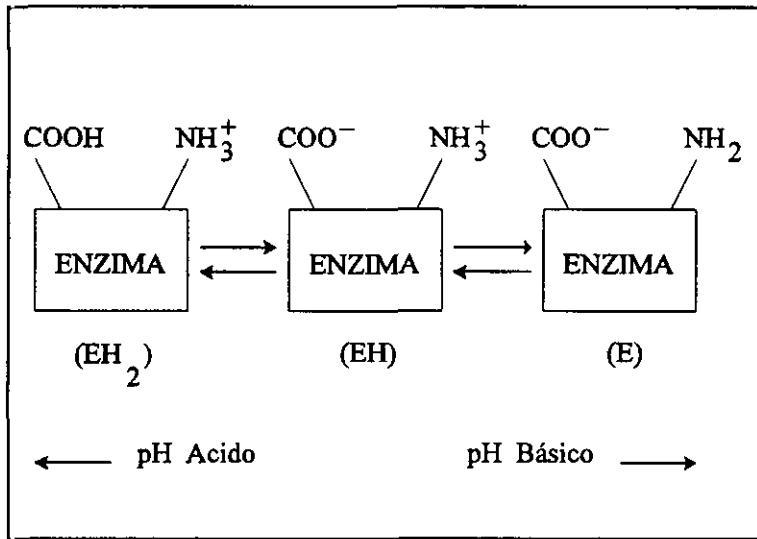 COOH NH₃⁺ COO⁻ NH₃⁺ COO⁻ NH₂
ENZIMA ENZIMA ENZIMA
(EH₂) (EH) (E)
pH Acido pH Básico